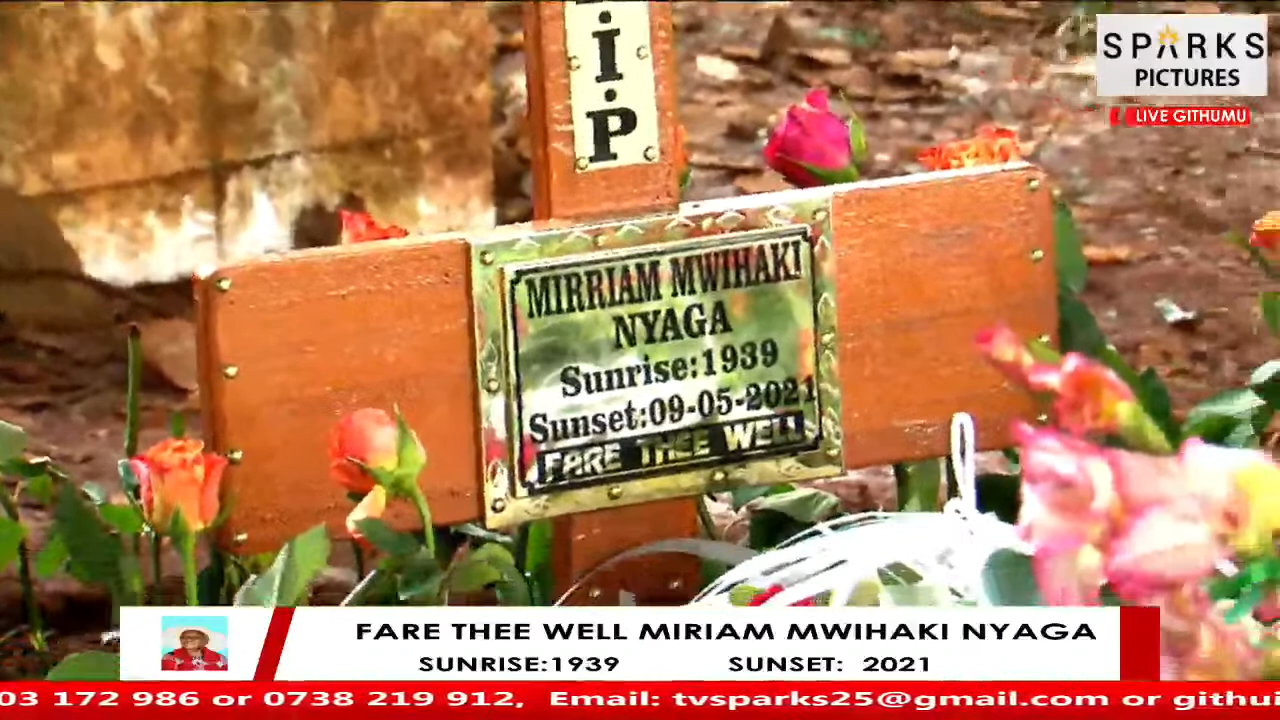 SPARKS
PICTURES
LIVE GITHUMU
.I.P
MIRRIAM MWIHAKI
NYAGA
Sunrise:1939
Sunset:09-05-2021
FARE THEE WELL
FARE THEE WELL MIRIAM MWIHAKI NYAGA
SUNRISE:1939 SUNSET: 2021
03 172 986 or 0738 219 912, Email: tvsparks25@gmail.com or githu